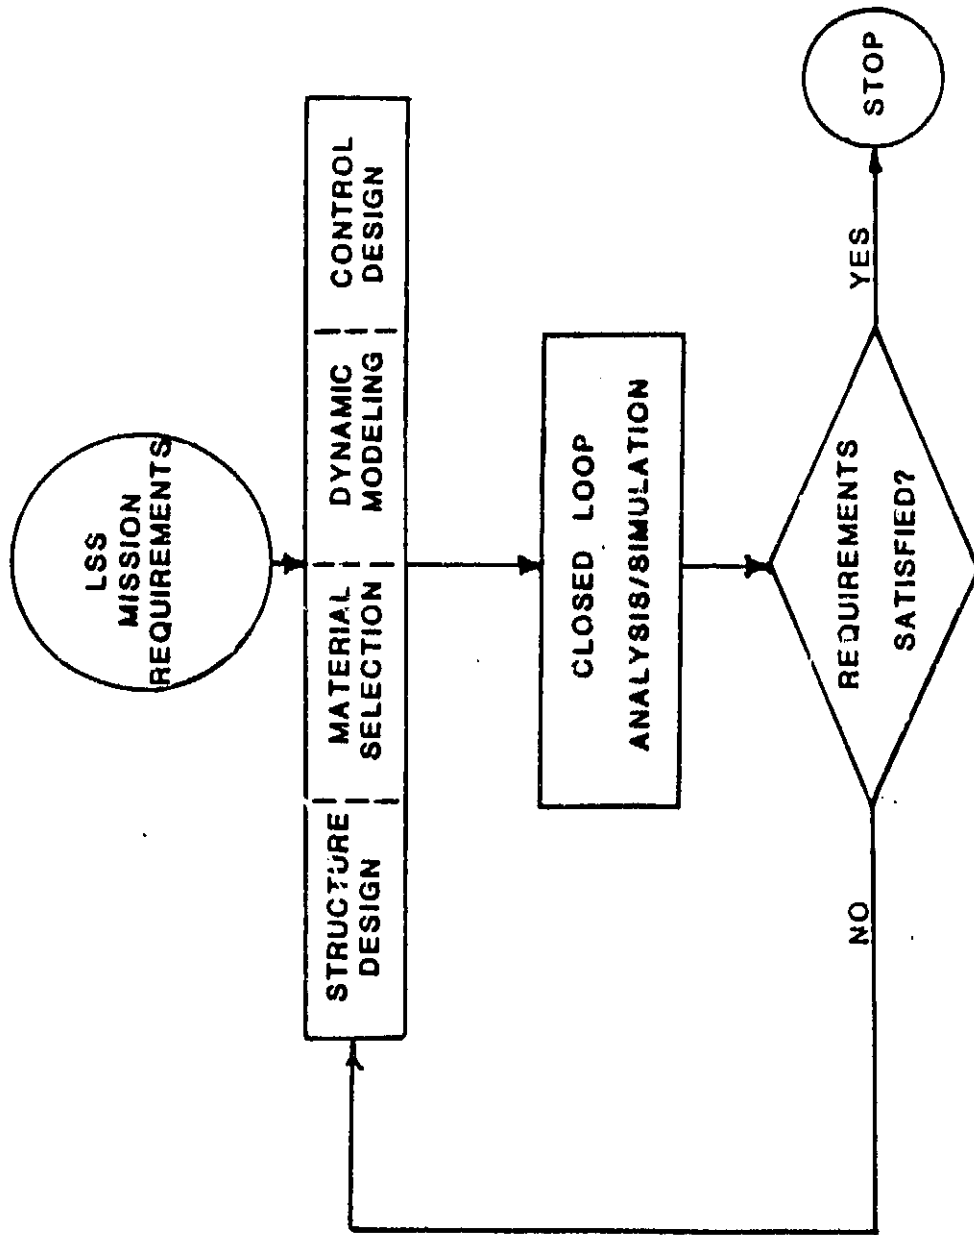 LSS
MISSION
REQUIREMENTS
STRUCTURE
DESIGN
MATERIAL
SELECTION
DYNAMIC
MODELING
CONTROL
DESIGN
CLOSED LOOP
ANALYSIS/SIMULATION
REQUIREMENTS
SATISFIED?
NO
YES
STOP